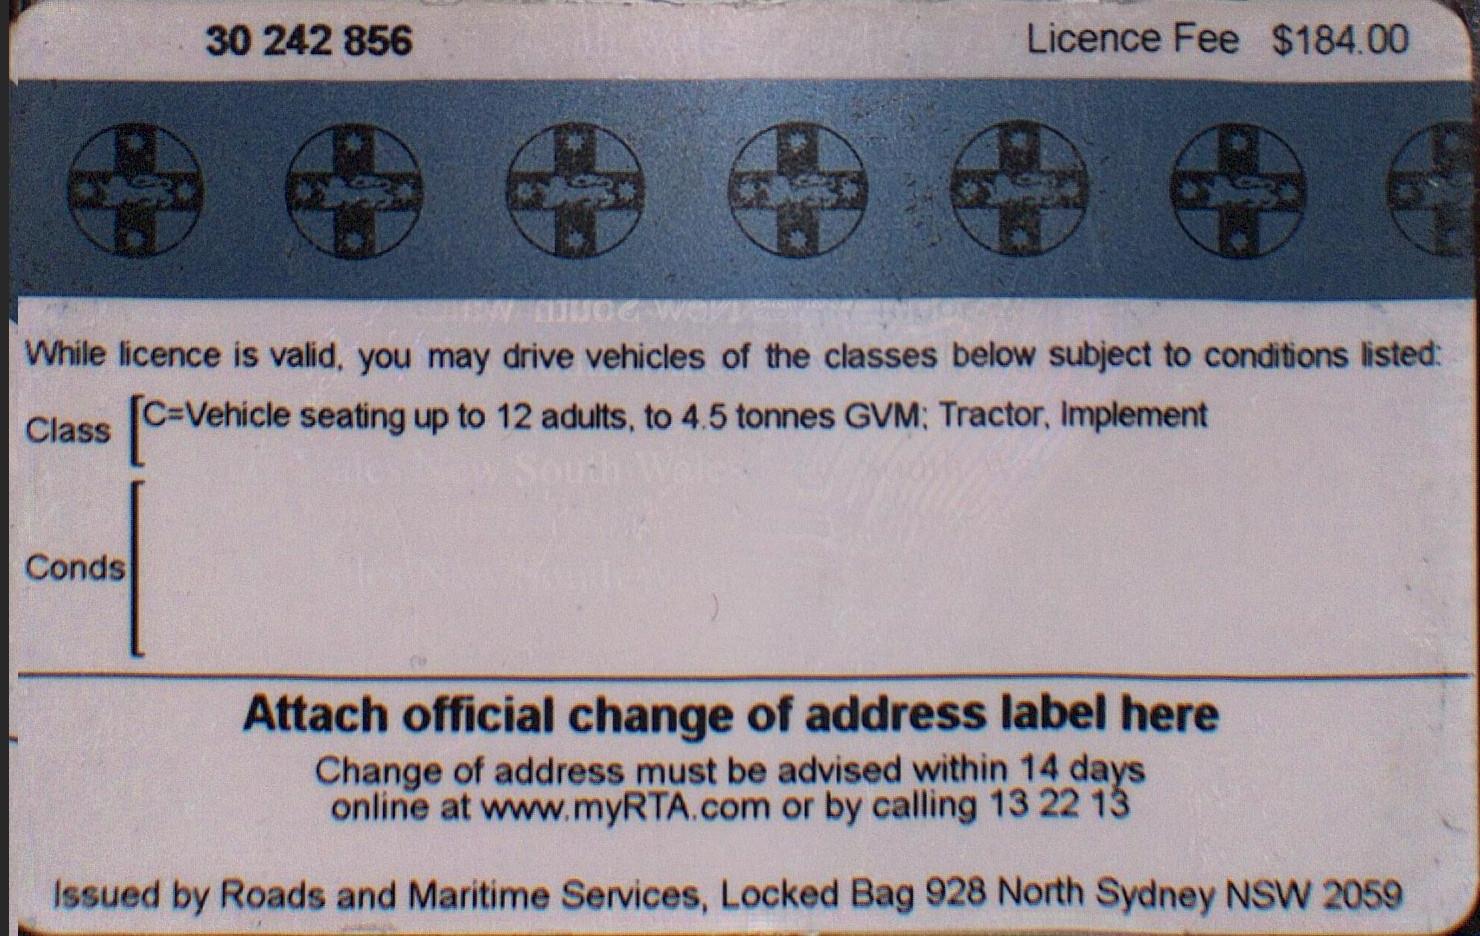 30 242 856 Licence Fee $184.00
While licence is valid, you may drive vehicles of the classes below subject to conditions listed:
Class [C=Vehicle seating up to 12 adults, to 4.5 tonnes GVM; Tractor, Implement
Conds [
Attach official change of address label here
Change of address must be advised within 14 days
online at www.myRTA.com or by calling 13 22 13
Issued by Roads and Maritime Services, Locked Bag 928 North Sydney NSW 2059